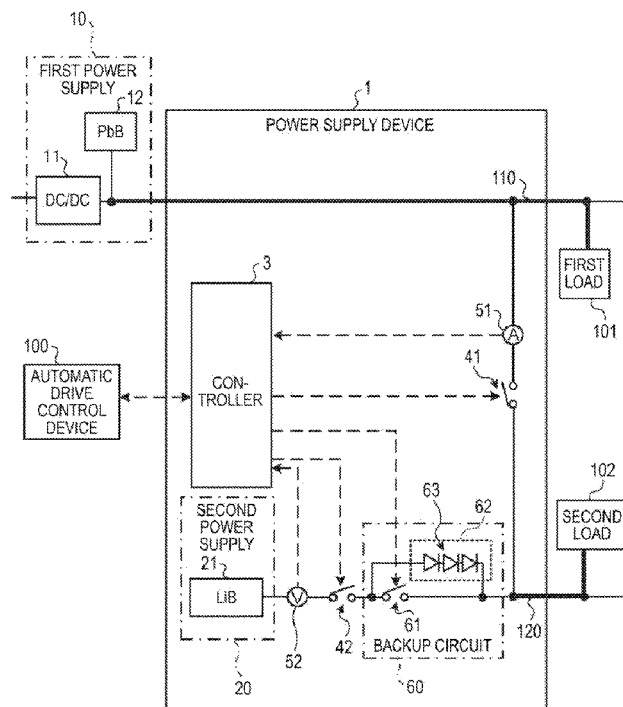 10
FIRST POWER
SUPPLY
12
PbB
11
DC/DC
1
POWER SUPPLY DEVICE
110
FIRST
LOAD
101
3
CON-
TROLLER
51
A
41
100
AUTOMATIC
DRIVE
CONTROL
DEVICE
SECOND
POWER
SUPPLY
21
LiB
20
V
52
42
63
62
61
BACKUP CIRCUIT
60
102
SECOND
LOAD
120